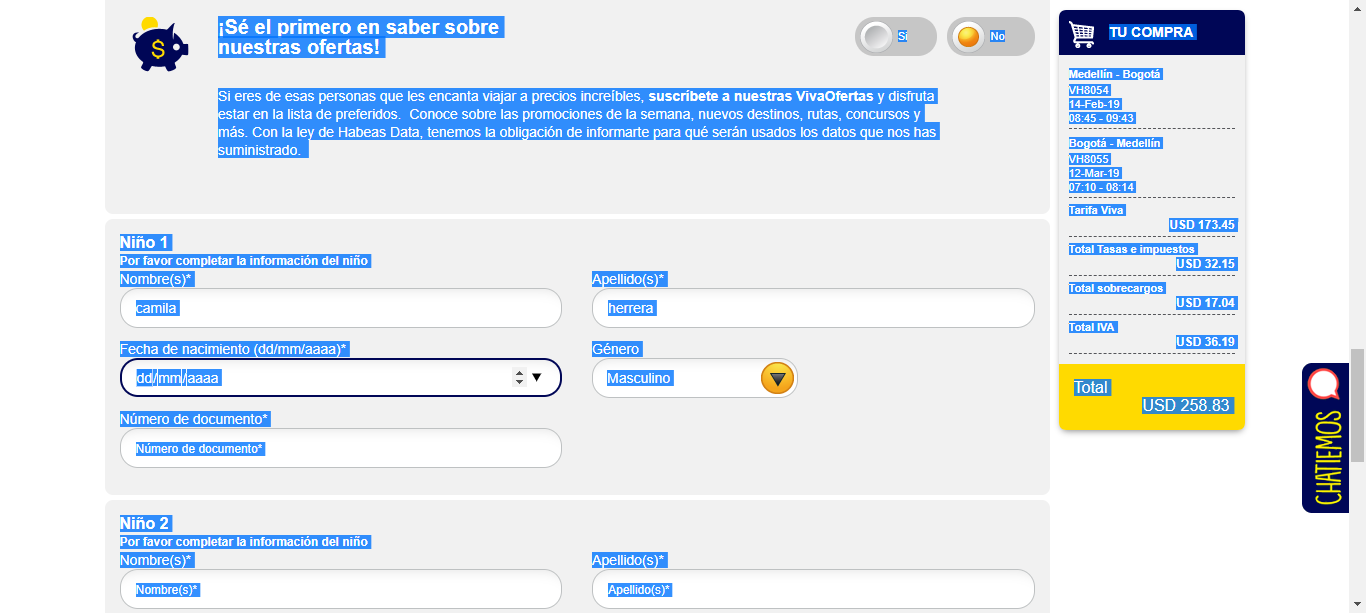 ¡Sé el primero en saber sobre
nuestras ofertas!
Sí
No
Si eres de esas personas que les encanta viajar a precios increíbles, suscríbete a nuestras VivaOfertas y disfruta
estar en la lista de preferidos. Conoce sobre las promociones de la semana, nuevos destinos, rutas, concursos y
más. Con la ley de Habeas Data, tenemos la obligación de informarte para qué serán usados los datos que nos has
suministrado.
Niño 1
Por favor completar la información del niño
Nombre(s)*
Apellido(s)*
camila
herrera
Fecha de nacimiento (dd/mm/aaaa)*
Género
dd/mm/aaaa
Masculino
Número de documento*
Número de documento*
Niño 2
Por favor completar la información del niño
Nombre(s)*
Apellido(s)*
Nombre(s)*
Apellido(s)*
TU COMPRA
Medellín - Bogotá
VH8054
14-Feb-19
08:45 - 09:43
Bogotá - Medellín
VH8055
12-Mar-19
07:10 - 08:14
Tarifa Viva
USD 173.45
Total Tasas e impuestos
USD 32.15
Total sobrecargos
USD 17.04
Total IVA
USD 36.19
Total
USD 258.83
CHATIEMOS